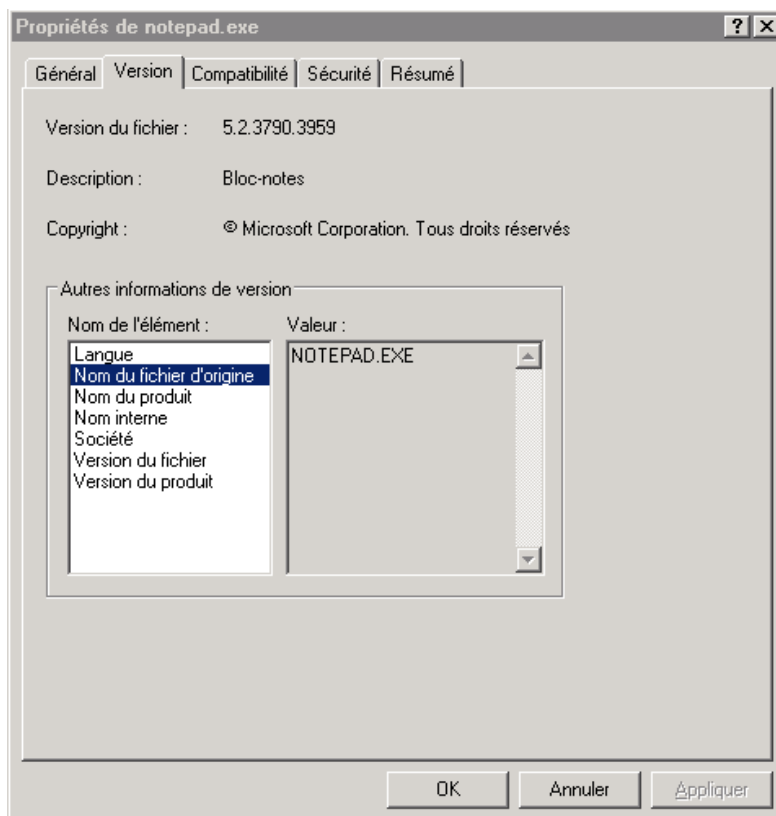 Propriétés de notepad.exe
Général Version Compatibilité Sécurité Résumé
Version du fichier : 5.2.3790.3959
Description : Bloc-notes
Copyright : © Microsoft Corporation. Tous droits réservés
Autres informations de version
Nom de l'élément : Valeur :
Langue NOTEPAD.EXE
Nom du fichier d'origine
Nom du produit
Nom interne
Société
Version du fichier
Version du produit
OK Annuler Appliquer